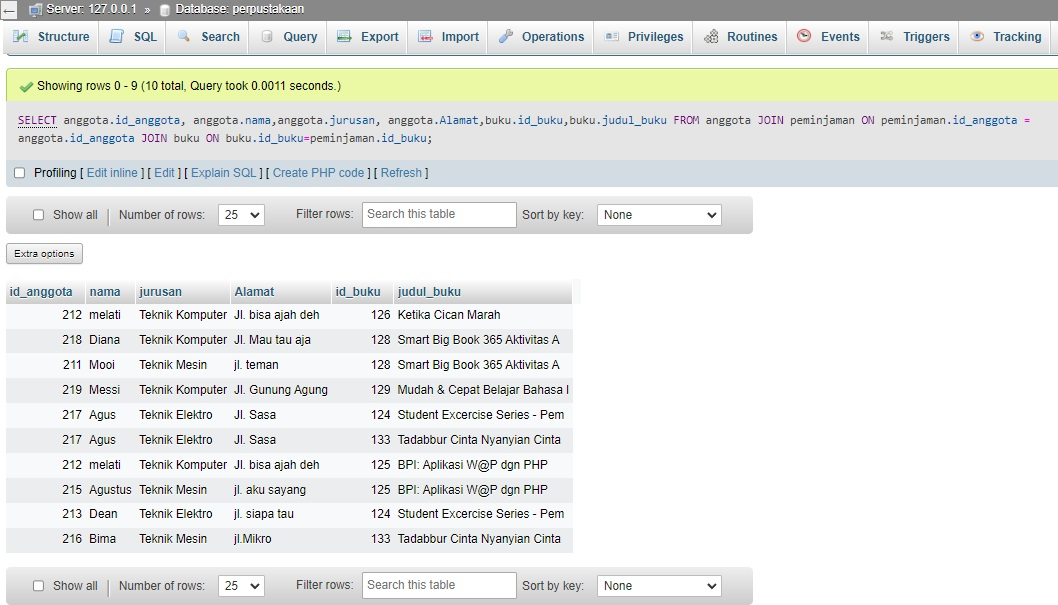 Server: 127.0.0.1 » Database: perpustakaan
Structure SQL Search Query Export Import Operations Privileges Routines Events Triggers Tracking
Showing rows 0 - 9 (10 total, Query took 0.0011 seconds.)
SELECT anggota.id_anggota, anggota.nama,anggota.jurusan, anggota.Alamat,buku.id_buku,buku.judul_buku FROM anggota JOIN peminjaman ON peminjaman.id_anggota =
anggota.id_anggota JOIN buku ON buku.id_buku=peminjaman.id_buku;
Profiling [ Edit inline ] [ Edit ] [ Explain SQL ] [ Create PHP code ] [ Refresh ]
Show all Number of rows: 25 Filter rows: Search this table Sort by key: None
Extra options
id_anggota nama jurusan Alamat id_buku judul_buku
212 melati Teknik Komputer Jl. bisa ajah deh 126 Ketika Cican Marah
218 Diana Teknik Komputer Jl. Mau tau aja 128 Smart Big Book 365 Aktivitas A
211 Mooi Teknik Mesin jl. teman 128 Smart Big Book 365 Aktivitas A
219 Messi Teknik Komputer Jl. Gunung Agung 129 Mudah & Cepat Belajar Bahasa I
217 Agus Teknik Elektro Jl. Sasa 124 Student Excercise Series - Pem
217 Agus Teknik Elektro Jl. Sasa 133 Tadabbur Cinta Nyanyian Cinta
212 melati Teknik Komputer Jl. bisa ajah deh 125 BPI: Aplikasi W@P dgn PHP
215 Agustus Teknik Mesin jl. aku sayang 125 BPI: Aplikasi W@P dgn PHP
213 Dean Teknik Elektro jl. siapa tau 124 Student Excercise Series - Pem
216 Bima Teknik Mesin jl.Mikro 133 Tadabbur Cinta Nyanyian Cinta
Show all Number of rows: 25 Filter rows: Search this table Sort by key: None